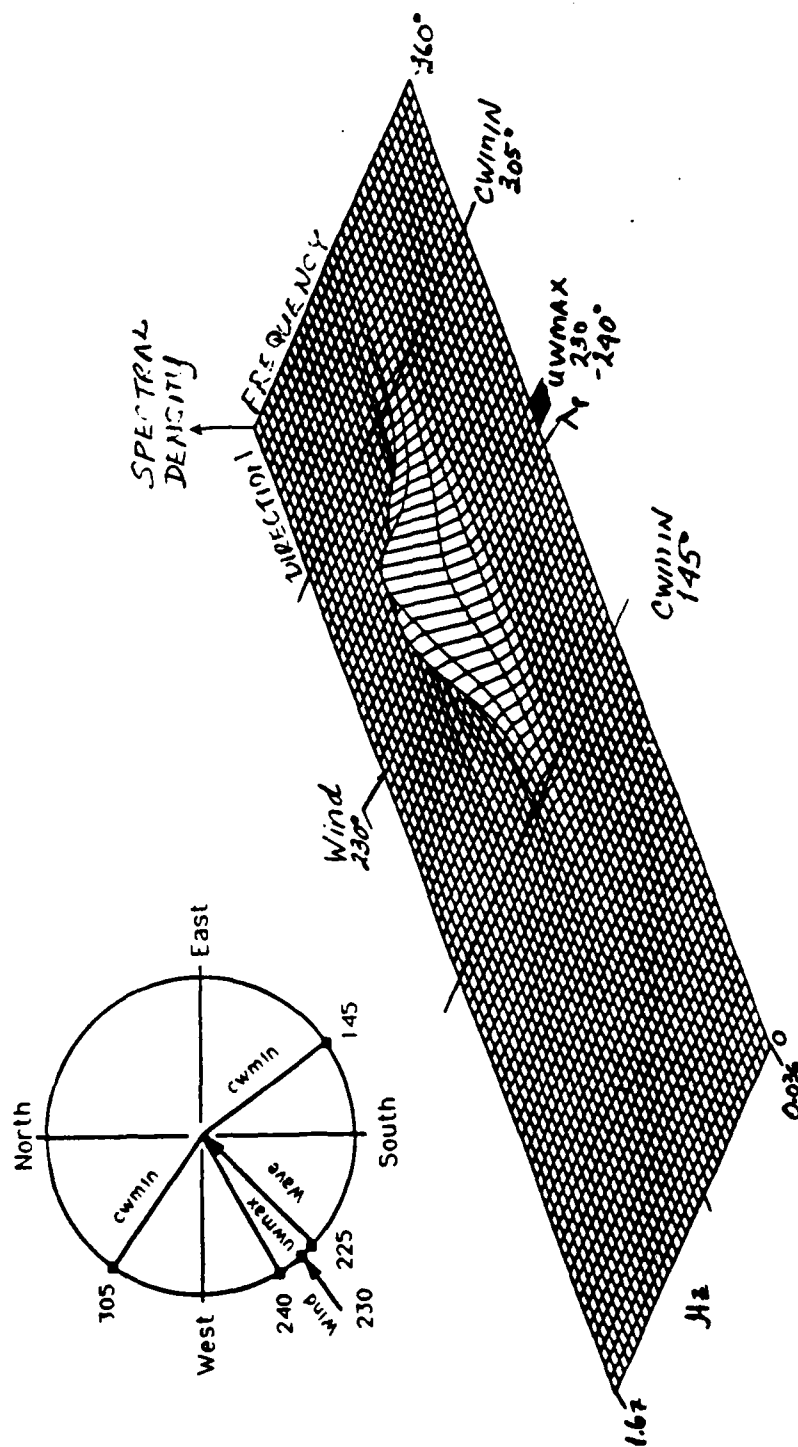 North
East
South
West
cwmin
305
cwmin
145
uwmax
240
wave
225
Wind
230
SPECTRAL
DENSITY
DIRECTION
FREQUENCY
360°
Wind
230°
CWMIN
305°
UWMAX
230
-240°
CWMIN
145°
0
0.036
Hz
1.67